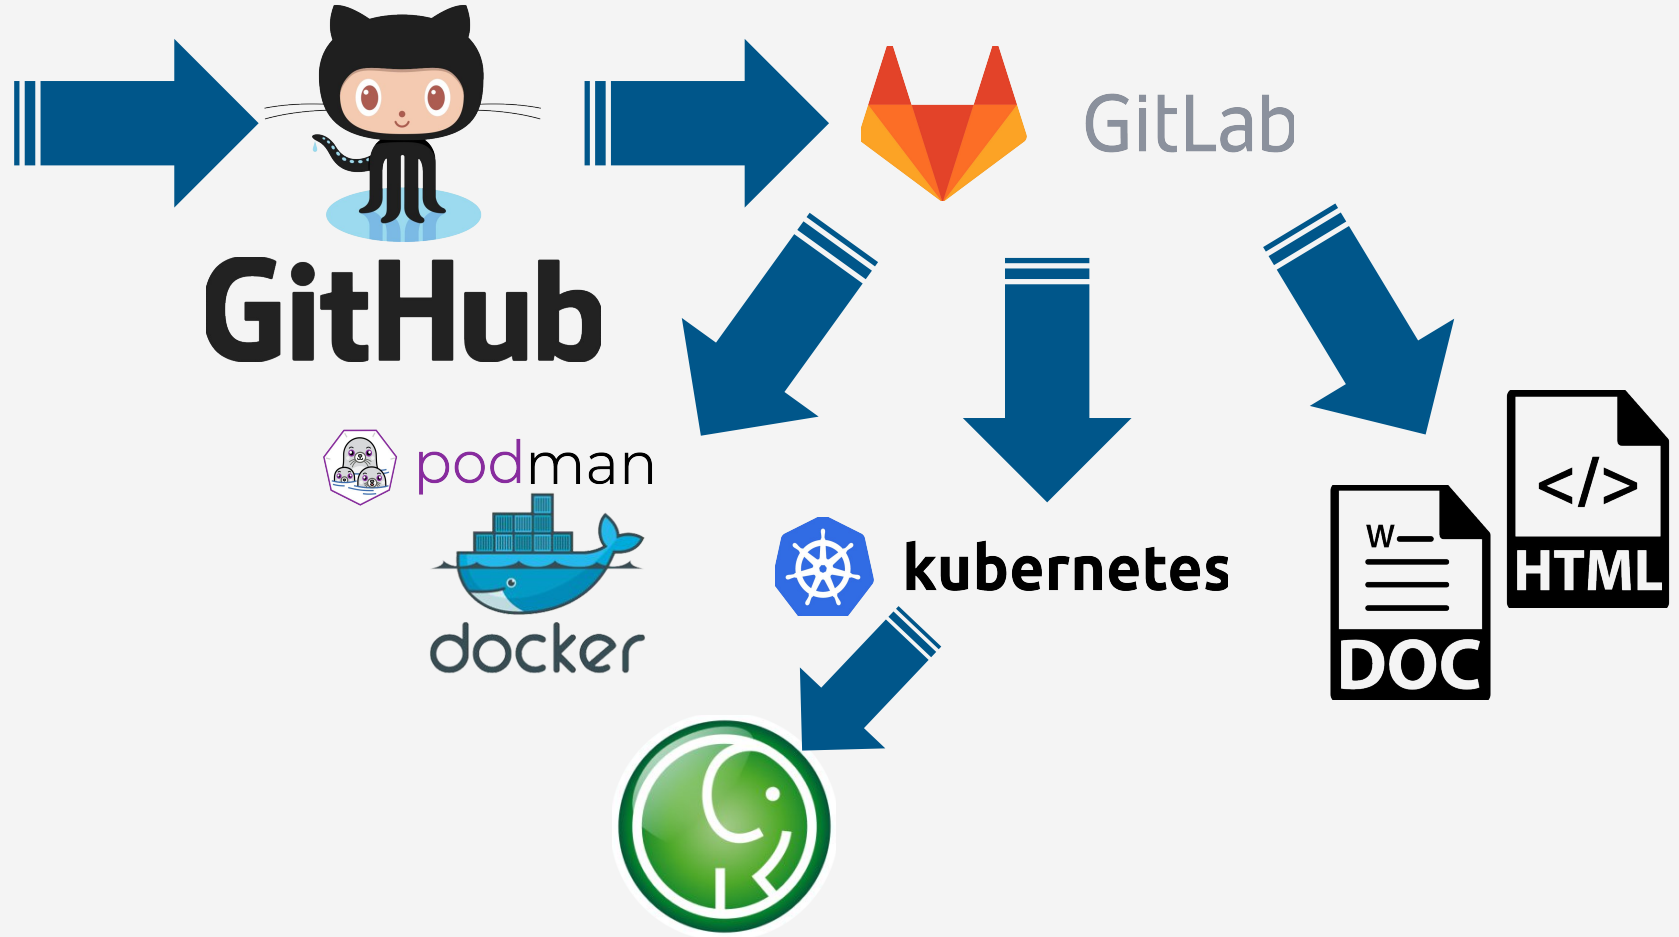 GitHub
GitLab
podman
docker
kubernetes
W
DOC
</>
HTML